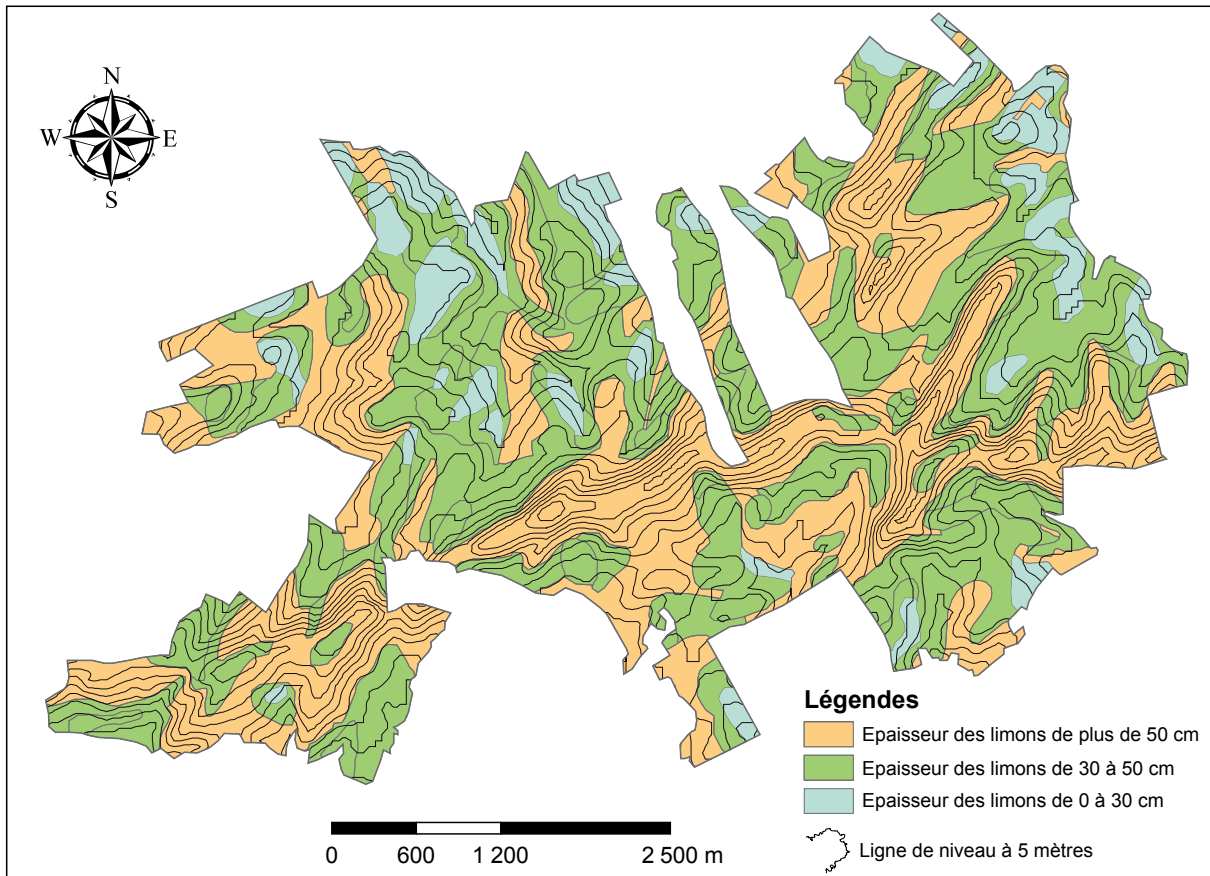 N
W E
S
Légendes
Epaisseur des limons de plus de 50 cm
Epaisseur des limons de 30 à 50 cm
Epaisseur des limons de 0 à 30 cm
Ligne de niveau à 5 mètres
0 600 1 200 2 500 m